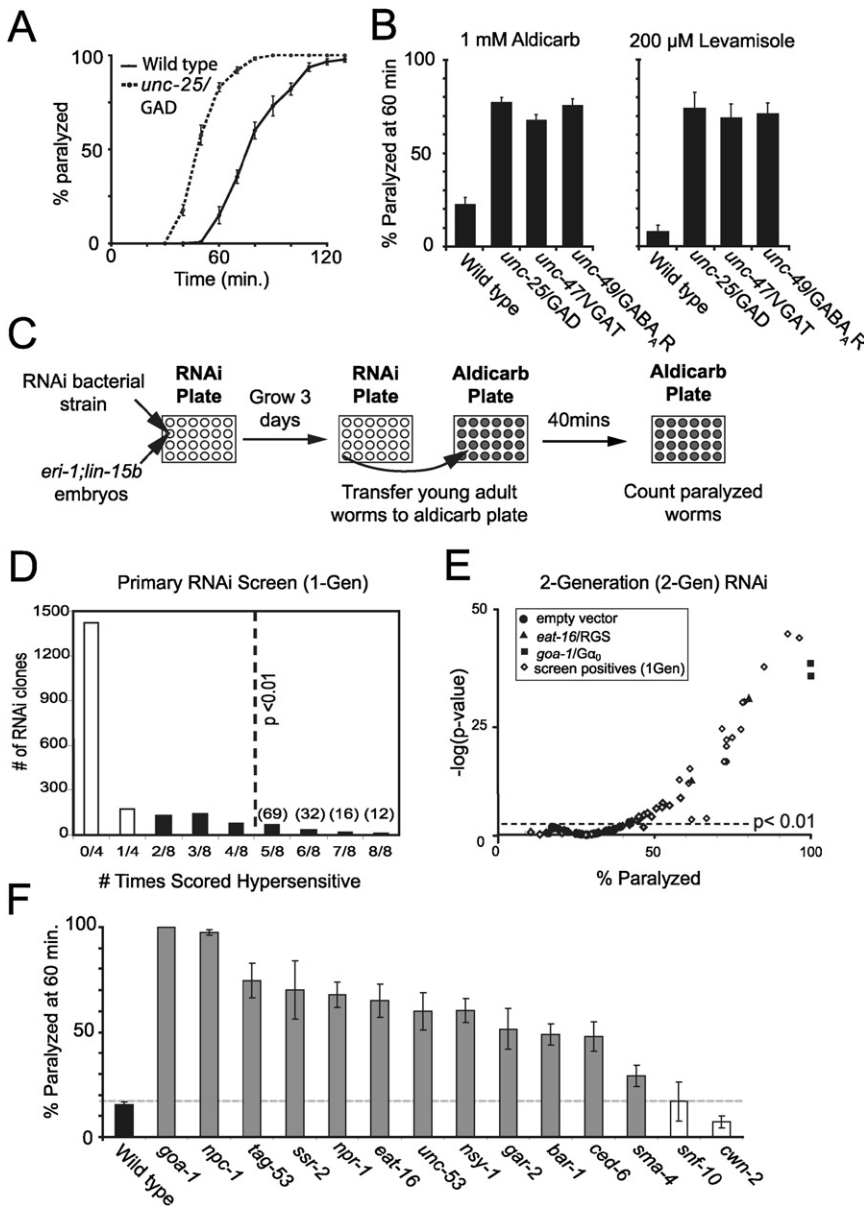 A
Wild type
unc-25/
GAD
100
50
0
60
120
% paralyzed
Time (min.)
B
1 mM Aldicarb
200 µM Levamisole
100
50
0
% Paralyzed at 60 min
Wild type
unc-25/GAD
unc-47/VGAT
unc-49/GABA_A R
Wild type
unc-25/GAD
unc-47/VGAT
unc-49/GABA_A R
C
RNAi bacterial
strain
eri-1;lin-15b
embryos
RNAi
Plate
Grow 3
days
RNAi
Plate
Aldicarb
Plate
Transfer young adult
worms to aldicarb plate
40mins
Aldicarb
Plate
Count paralyzed
worms
D
Primary RNAi Screen (1-Gen)
1500
1200
900
600
300
0
# of RNAi clones
p <0.01
(69) (32) (16) (12)
0/4 1/4 2/8 3/8 4/8 5/8 6/8 7/8 8/8
# Times Scored Hypersensitive
E
2-Generation (2-Gen) RNAi
empty vector
eat-16/RGS
goa-1/Gα₀
screen positives (1Gen)
50
25
0
-log(p-value)
p< 0.01
0 50 100
% Paralyzed
F
100
50
0
% Paralyzed at 60 min.
Wild type
goa-1
npc-1
tag-53
ssr-2
npr-1
eat-16
unc-53
nsy-1
gar-2
bar-1
ced-6
sma-4
snf-10
cwn-2